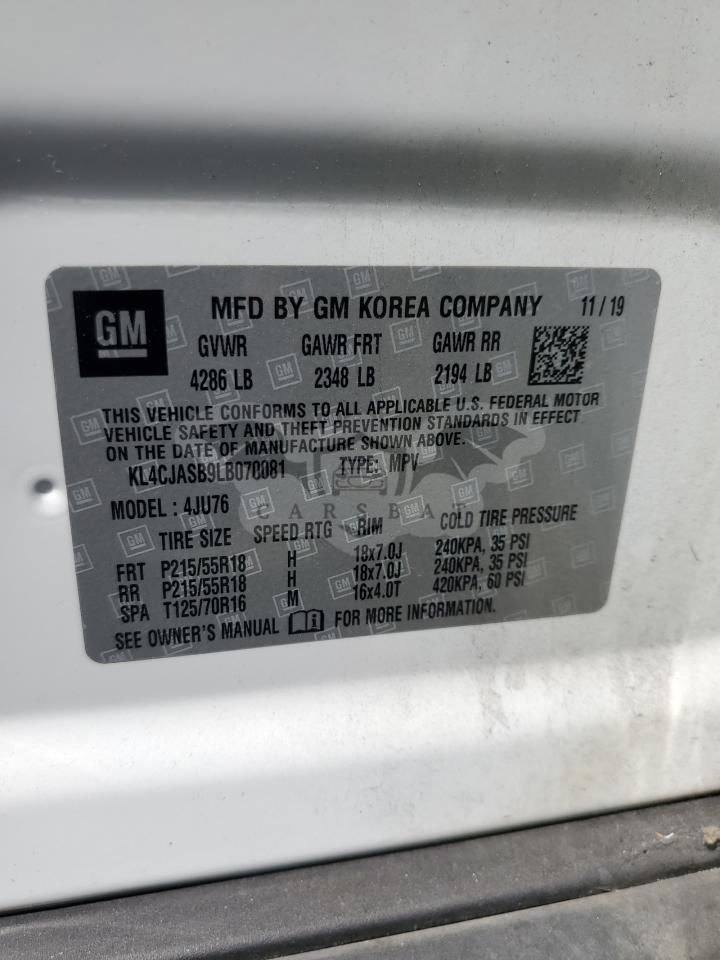 GM MFD BY GM KOREA COMPANY 11/19
GVWR GAWR FRT GAWR RR
4286 LB 2348 LB 2194 LB
THIS VEHICLE CONFORMS TO ALL APPLICABLE U.S. FEDERAL MOTOR
VEHICLE SAFETY AND THEFT PREVENTION STANDARDS IN EFFECT
ON THE DATE OF MANUFACTURE SHOWN ABOVE.
KL4CJASB9LB070081 TYPE: MPV
CARSBAT
MODEL: 4JU76
TIRE SIZE SPEED RTG RIM COLD TIRE PRESSURE
FRT P215/55R18 H 18x7.0J 240KPA, 35 PSI
RR P215/55R18 H 18x7.0J 240KPA, 35 PSI
SPA T125/70R16 M 16x4.0T 420KPA, 60 PSI
SEE OWNER'S MANUAL FOR MORE INFORMATION.